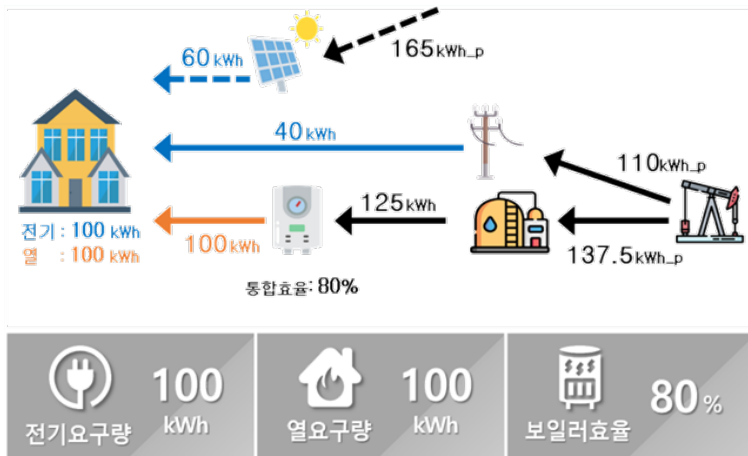 165kWh_p
60kWh
40kWh
110kWh_p
125kWh
100kWh
137.5kWh_p
전기 : 100 kWh
열 : 100 kWh
통합효율: 80%
전기요구량
100
kWh
열요구량
100
kWh
보일러효율
80%